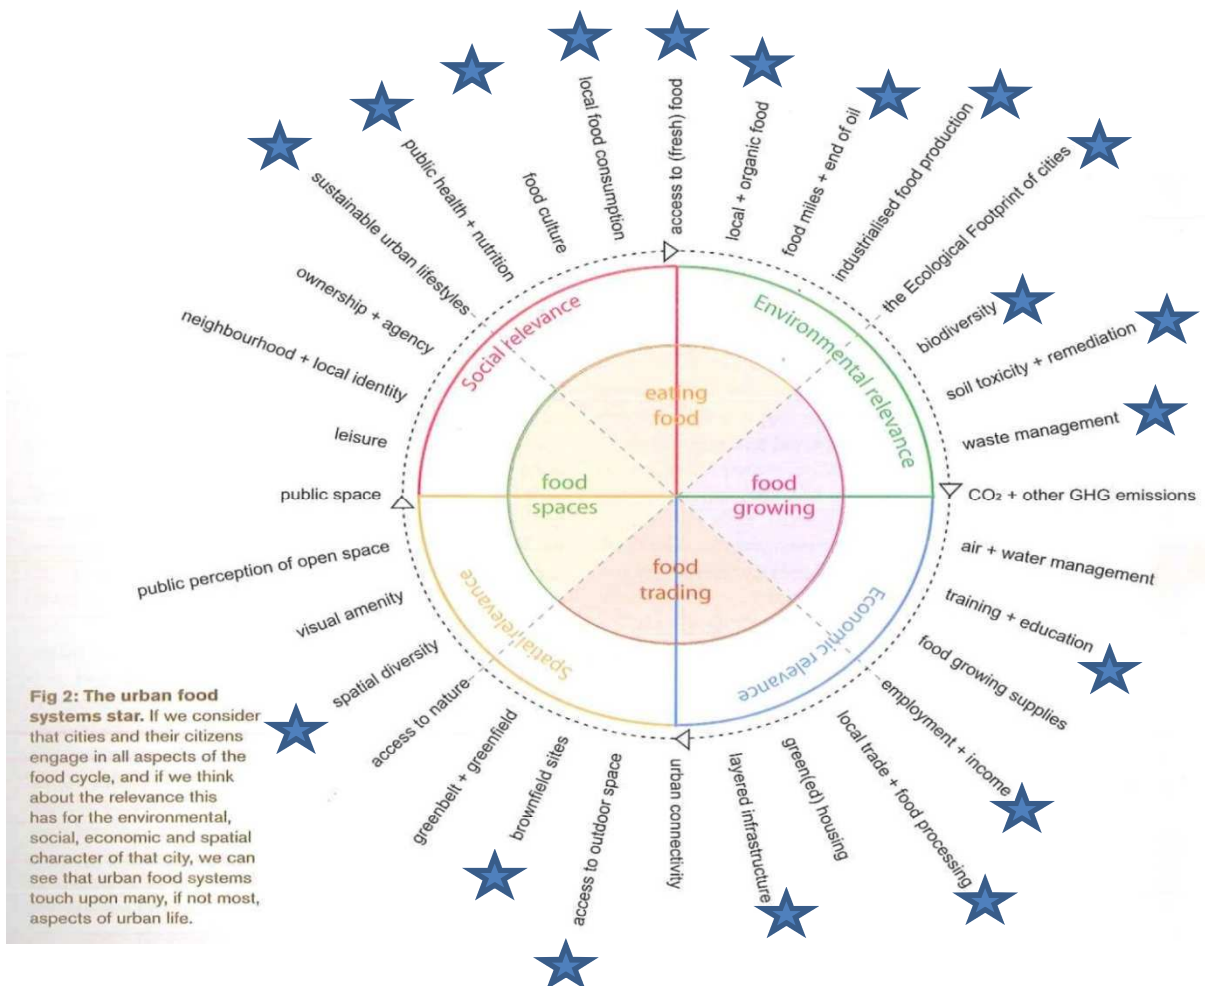 local food consumption
access to (fresh) food
local + organic food
food miles + end of oil
industrialised food production
the Ecological Footprint of cities
biodiversity
soil toxicity + remediation
waste management
CO₂ + other GHG emissions
air + water management
training + education
food growing supplies
employment + income
local trade + food processing
green(ed) housing
layered infrastructure
urban connectivity
access to outdoor space
brownfield sites
greenbelt + greenfield
access to nature
spatial diversity
visual amenity
public perception of open space
public space
leisure
neighbourhood + local identity
ownership + agency
sustainable urban lifestyles
public health + nutrition
food culture
Social relevance
Environmental relevance
Economic relevance
Spatial relevance
eating
food
food
growing
food
trading
food
spaces
Fig 2: The urban food
systems star. If we consider
that cities and their citizens
engage in all aspects of the
food cycle, and if we think
about the relevance this
has for the environmental,
social, economic and spatial
character of that city, we can
see that urban food systems
touch upon many, if not most,
aspects of urban life.